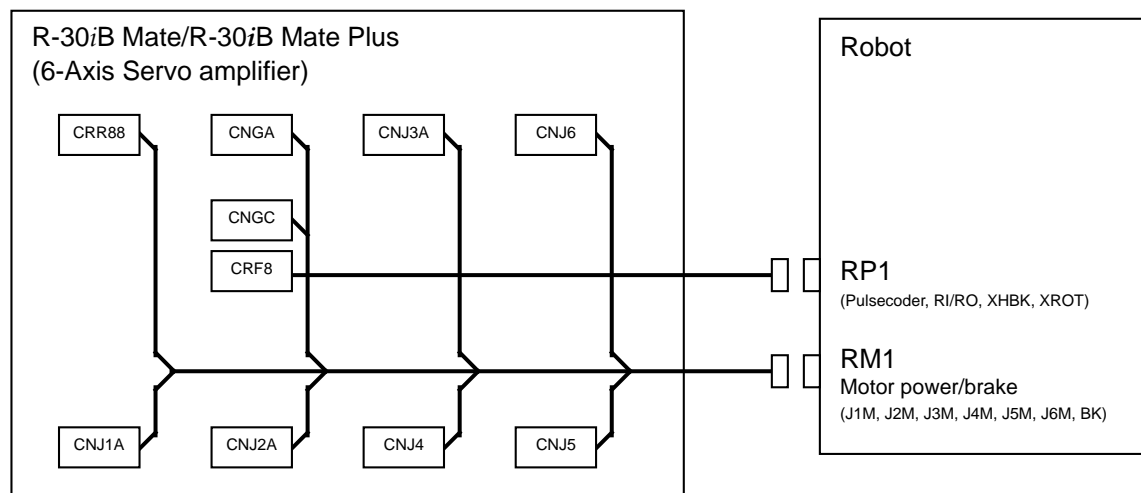 R-30iB Mate/R-30iB Mate Plus
(6-Axis Servo amplifier)
Robot
CRR88
CNGA
CNJ3A
CNJ6
CNGC
CRF8
RP1
(Pulsecoder, RI/RO, XHBK, XROT)
RM1
Motor power/brake
(J1M, J2M, J3M, J4M, J5M, J6M, BK)
CNJ1A
CNJ2A
CNJ4
CNJ5